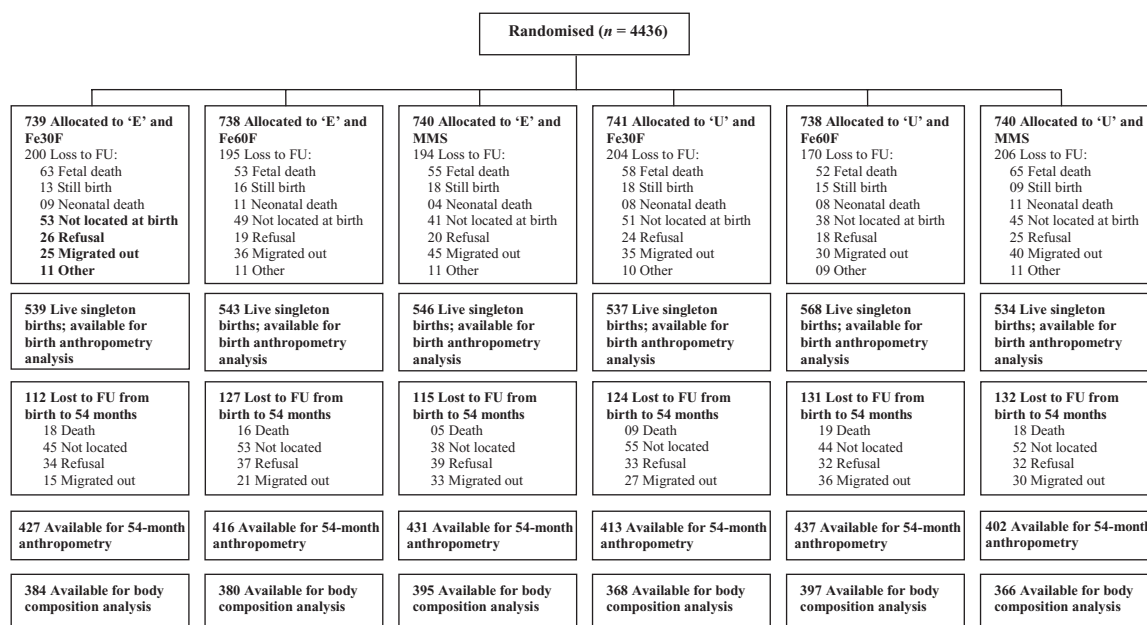 Randomised (n = 4436)
739 Allocated to ‘E’ and
Fe30F
200 Loss to FU:
63 Fetal death
13 Still birth
09 Neonatal death
53 Not located at birth
26 Refusal
25 Migrated out
11 Other
738 Allocated to ‘E’ and
Fe60F
195 Loss to FU:
53 Fetal death
16 Still birth
11 Neonatal death
49 Not located at birth
19 Refusal
36 Migrated out
11 Other
740 Allocated to ‘E’ and
MMS
194 Loss to FU:
55 Fetal death
18 Still birth
04 Neonatal death
41 Not located at birth
20 Refusal
45 Migrated out
11 Other
741 Allocated to ‘U’ and
Fe30F
204 Loss to FU:
58 Fetal death
18 Still birth
08 Neonatal death
51 Not located at birth
24 Refusal
35 Migrated out
10 Other
738 Allocated to ‘U’ and
Fe60F
170 Loss to FU:
52 Fetal death
15 Still birth
08 Neonatal death
38 Not located at birth
18 Refusal
30 Migrated out
09 Other
740 Allocated to ‘U’ and
MMS
206 Loss to FU:
65 Fetal death
09 Still birth
11 Neonatal death
45 Not located at birth
25 Refusal
40 Migrated out
11 Other
539 Live singleton
births; available for
birth anthropometry
analysis
543 Live singleton
births; available for
birth anthropometry
analysis
546 Live singleton
births; available for
birth anthropometry
analysis
537 Live singleton
births; available for
birth anthropometry
analysis
568 Live singleton
births; available for
birth anthropometry
analysis
534 Live singleton
births; available for
birth anthropometry
analysis
112 Lost to FU from
birth to 54 months
18 Death
45 Not located
34 Refusal
15 Migrated out
127 Lost to FU from
birth to 54 months
16 Death
53 Not located
37 Refusal
21 Migrated out
115 Lost to FU from
birth to 54 months
05 Death
38 Not located
39 Refusal
33 Migrated out
124 Lost to FU from
birth to 54 months
09 Death
55 Not located
33 Refusal
27 Migrated out
131 Lost to FU from
birth to 54 months
19 Death
44 Not located
32 Refusal
36 Migrated out
132 Lost to FU from
birth to 54 months
18 Death
52 Not located
32 Refusal
30 Migrated out
427 Available for 54-month
anthropometry
416 Available for 54-month
anthropometry
431 Available for 54-month
anthropometry
413 Available for 54-month
anthropometry
437 Available for 54-month
anthropometry
402 Available for 54-month
anthropometry
384 Available for body
composition analysis
380 Available for body
composition analysis
395 Available for body
composition analysis
368 Available for body
composition analysis
397 Available for body
composition analysis
366 Available for body
composition analysis